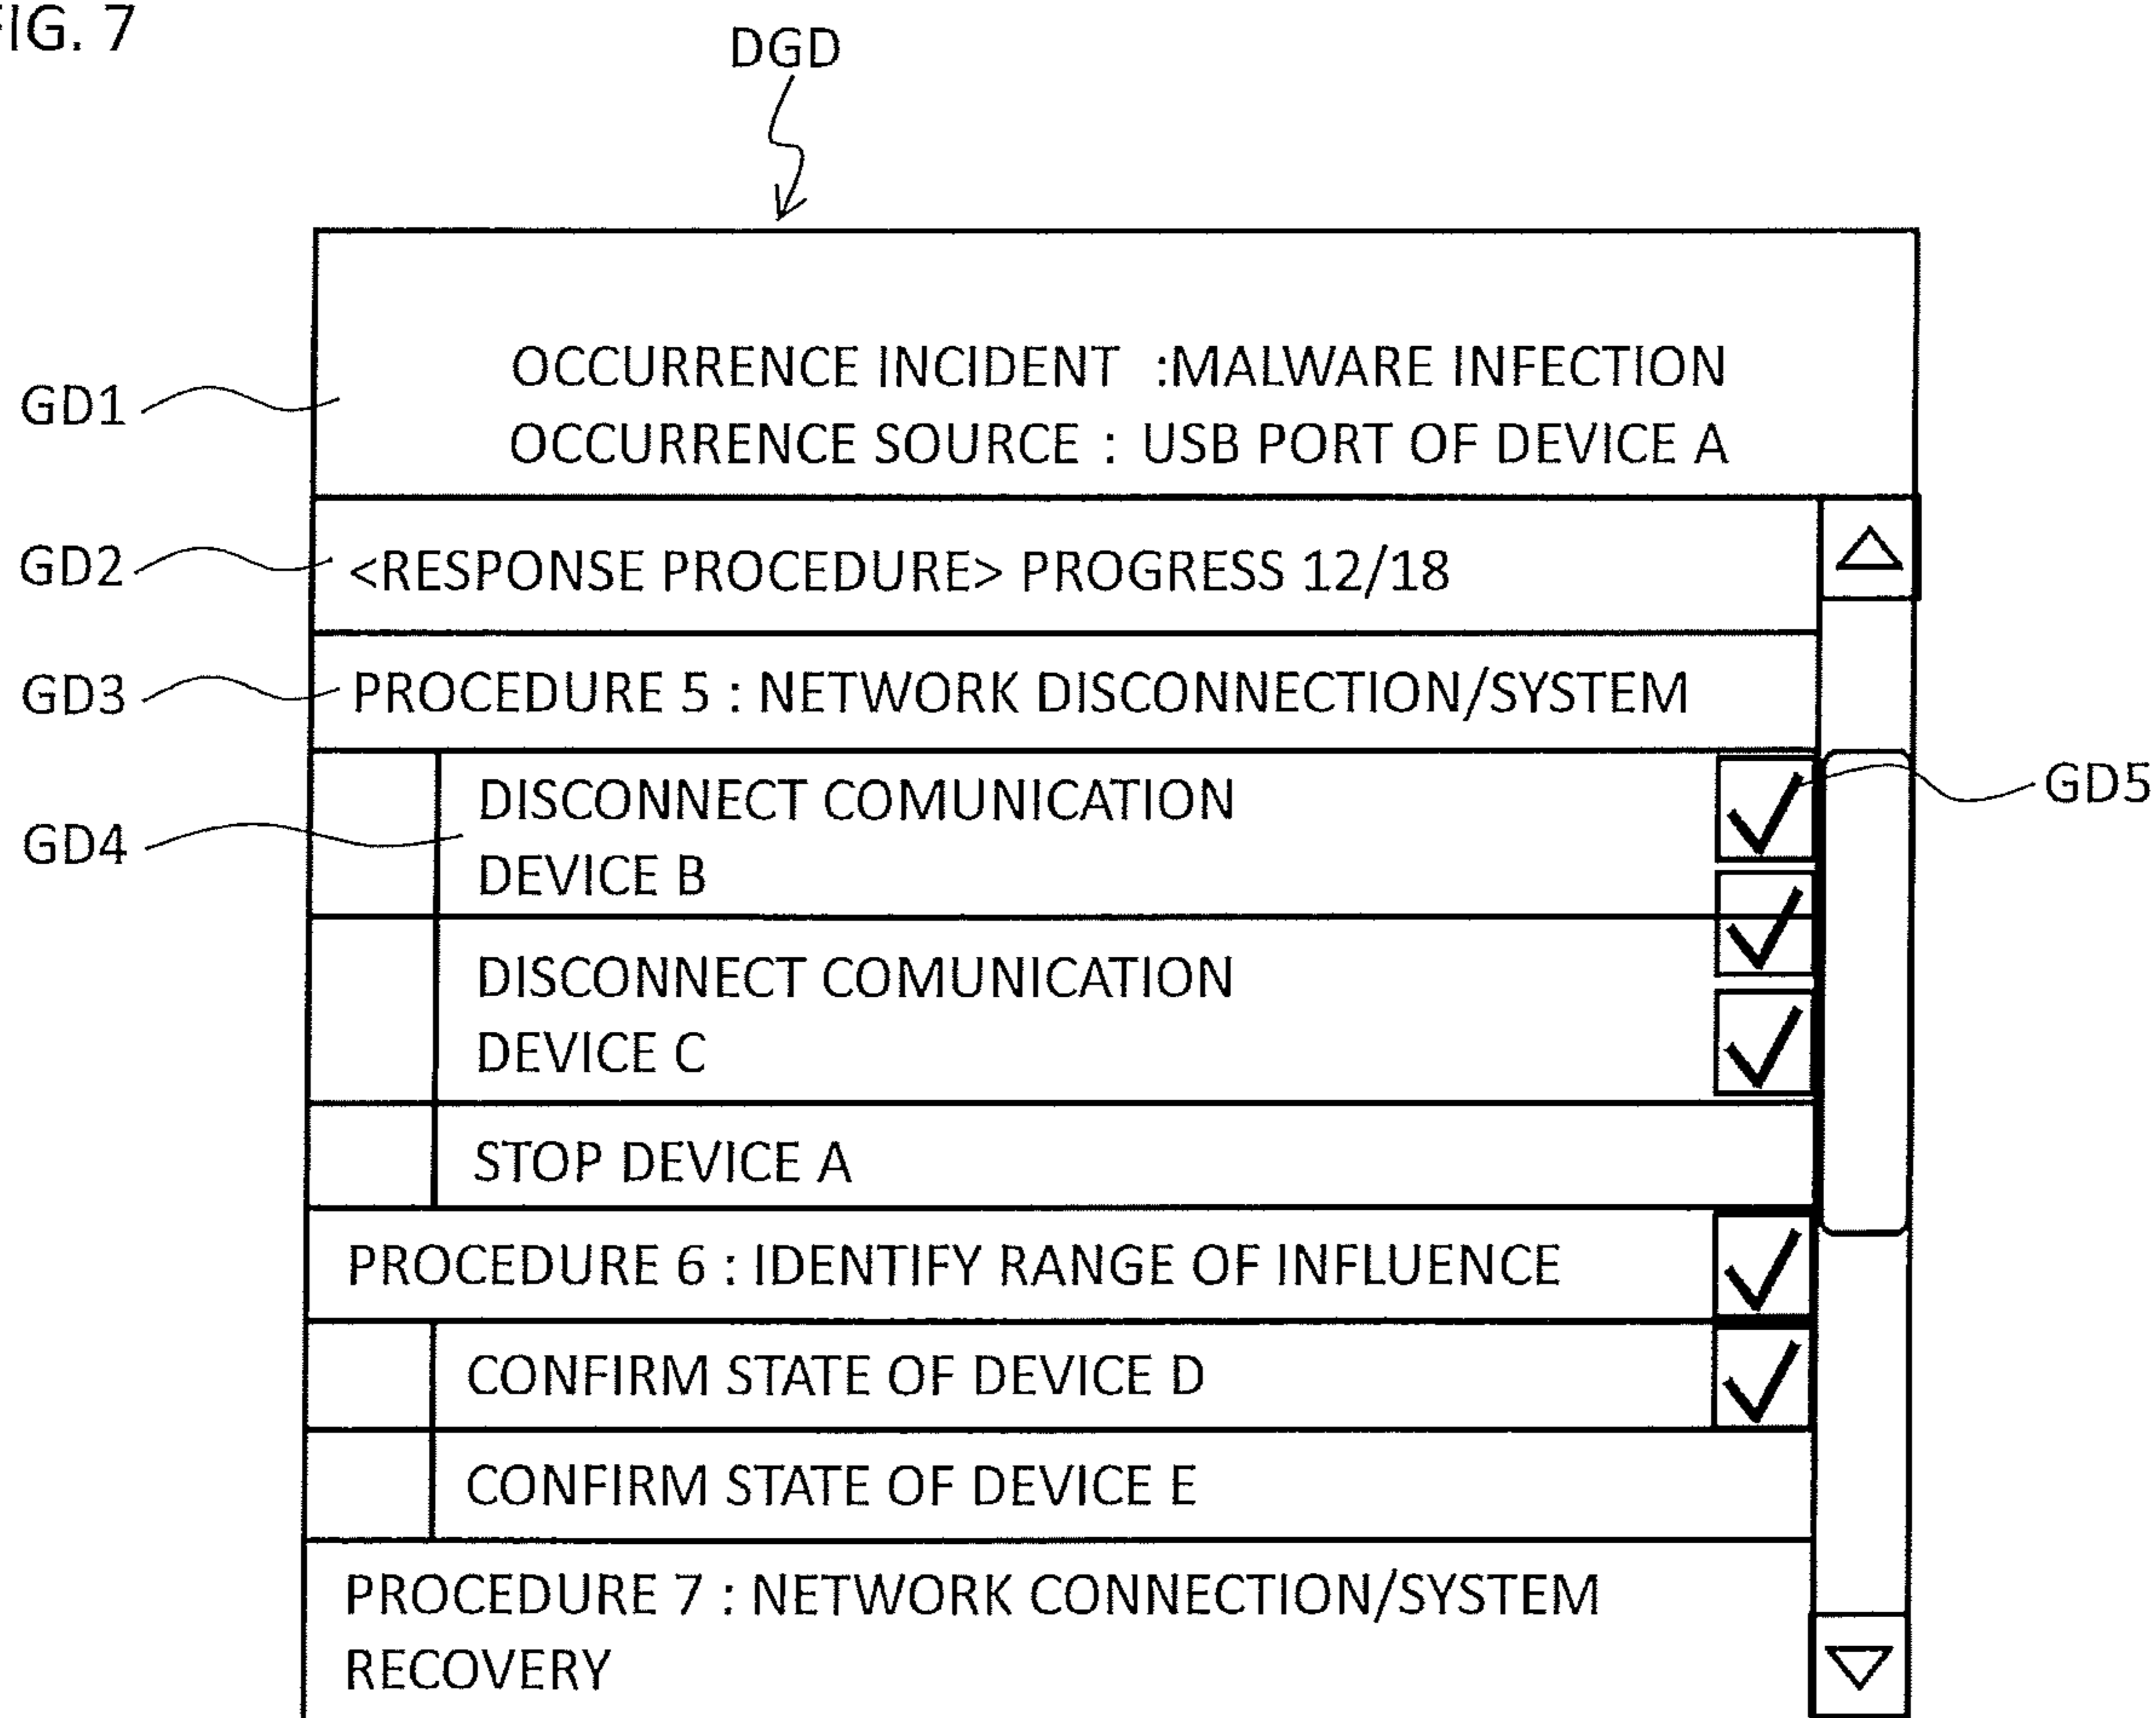 FIG. 7
DGD
OCCURRENCE INCIDENT :MALWARE INFECTION
GD1
OCCURRENCE SOURCE : USB PORT OF DEVICE A
GD2
<RESPONSE PROCEDURE> PROGRESS 12/18
GD3
PROCEDURE 5 : NETWORK DISCONNECTION/SYSTEM
DISCONNECT COMUNICATION
GD5
GD4
DEVICE B
DISCONNECT COMUNICATION
DEVICE C
STOP DEVICE A
PROCEDURE 6 : IDENTIFY RANGE OF INFLUENCE
CONFIRM STATE OF DEVICE D
CONFIRM STATE OF DEVICE E
PROCEDURE 7 : NETWORK CONNECTION/SYSTEM
RECOVERY